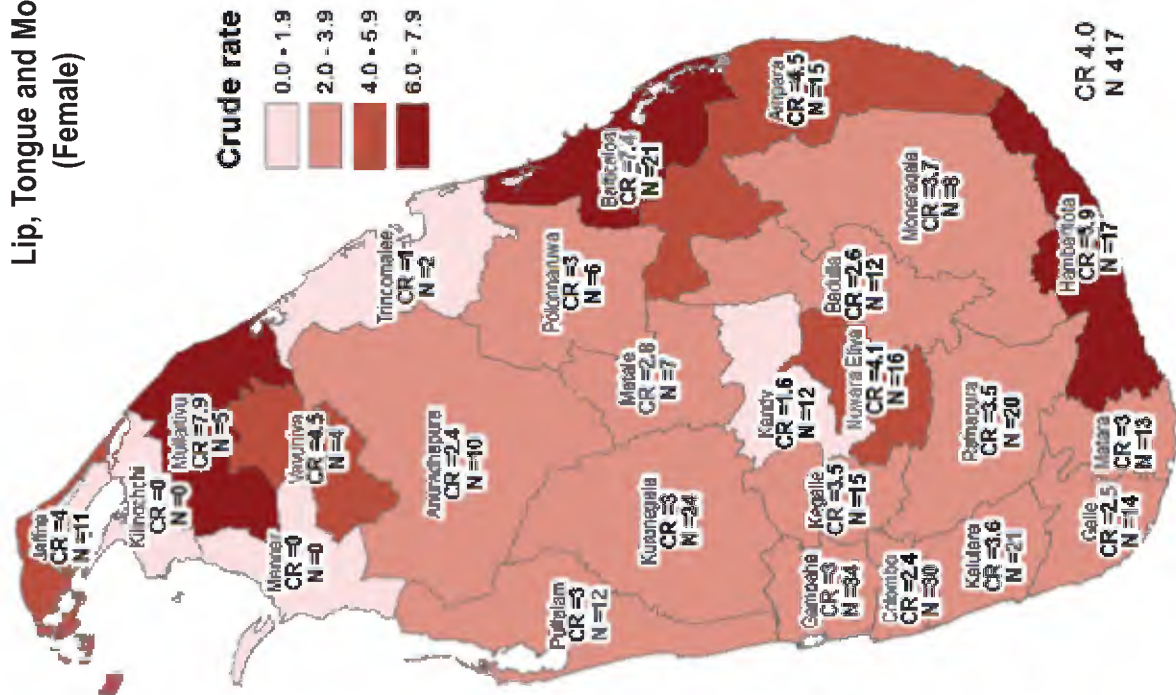 Lip, Tongue and Mo
(Female)
Crude rate
0.0 - 1.9
2.0 - 3.9
4.0 - 5.9
6.0 - 7.9
Jaffna
CR =4
N =11
Kilinochchi
CR =0
N =0
Mullaitivu
CR =7.9
N =5
Mannar
CR =0
N =0
Vavuniya
CR =4.5
N =4
Trincomalee
CR =1
N =2
Anuradhapura
CR =2.4
N =10
Polonnaruwa
CR =3
N =6
Batticaloa
CR =7.4
N =21
Puttalam
CR =3
N =12
Kurunegala
CR =3
N =24
Matale
CR =2.8
N =7
Kandy
CR =1.6
N =12
Ampara
CR =4.5
N =15
Gampaha
CR =3
N =34
Kegalle
CR =3.5
N =15
Nuwara Eliya
CR =4.1
N =16
Badulla
CR =2.6
N =12
Moneragala
CR =3.7
N =8
Colombo
CR =2.4
N =30
Ratnapura
CR =3.5
N =20
Kalutara
CR =3.6
N =21
Galle
CR =2.5
N =14
Matara
CR =3
N =13
Hambantota
N =17
CR 4.0
N 417